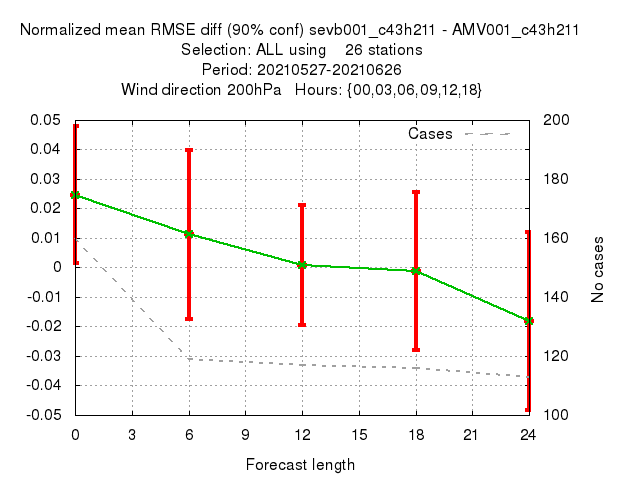 Normalized mean RMSE diff (90% conf) sevb001_c43h211 - AMV001_c43h211
Selection: ALL using    26 stations
Period: 20210527-20210626
Wind direction 200hPa   Hours: {00,03,06,09,12,18}
Cases
0.05
0.04
0.03
0.02
0.01
0
-0.01
-0.02
-0.03
-0.04
-0.05
200
180
160
140
120
100
No cases
0 3 6 9 12 15 18 21 24
Forecast length